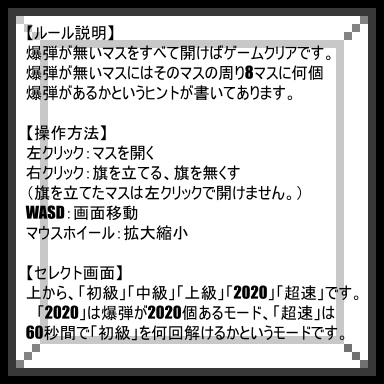 【ルール説明】
爆弾が無いマスをすべて開けばゲームクリアです。
爆弾が無いマスにはそのマスの周り8マスに何個
爆弾があるかというヒントが書いてあります。
【操作方法】
左クリック：マスを開く
右クリック：旗を立てる、旗を無くす
（旗を立てたマスは左クリックで開けません。）
WASD：画面移動
マウスホイール：拡大縮小
【セレクト画面】
上から、「初級」「中級」「上級」「2020」「超速」です。
「2020」は爆弾が2020個あるモード、「超速」は
60秒間で「初級」を何回解けるかというモードです。